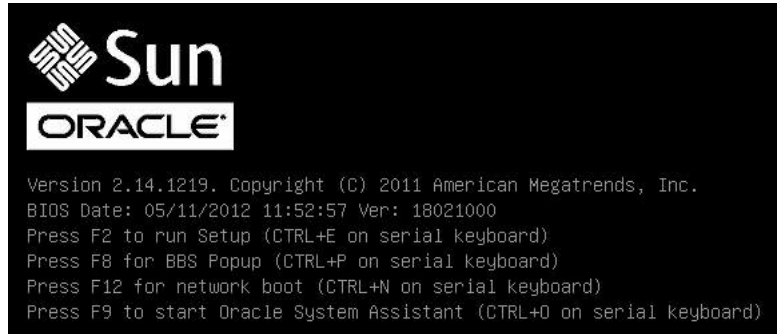 Sun
ORACLE
Version 2.14.1219. Copyright (C) 2011 American Megatrends, Inc.
BIOS Date: 05/11/2012 11:52:57 Ver: 18021000
Press F2 to run Setup (CTRL+E on serial keyboard)
Press F8 for BBS Popup (CTRL+P on serial keyboard)
Press F12 for network boot (CTRL+N on serial keyboard)
Press F9 to start Oracle System Assistant (CTRL+O on serial keyboard)